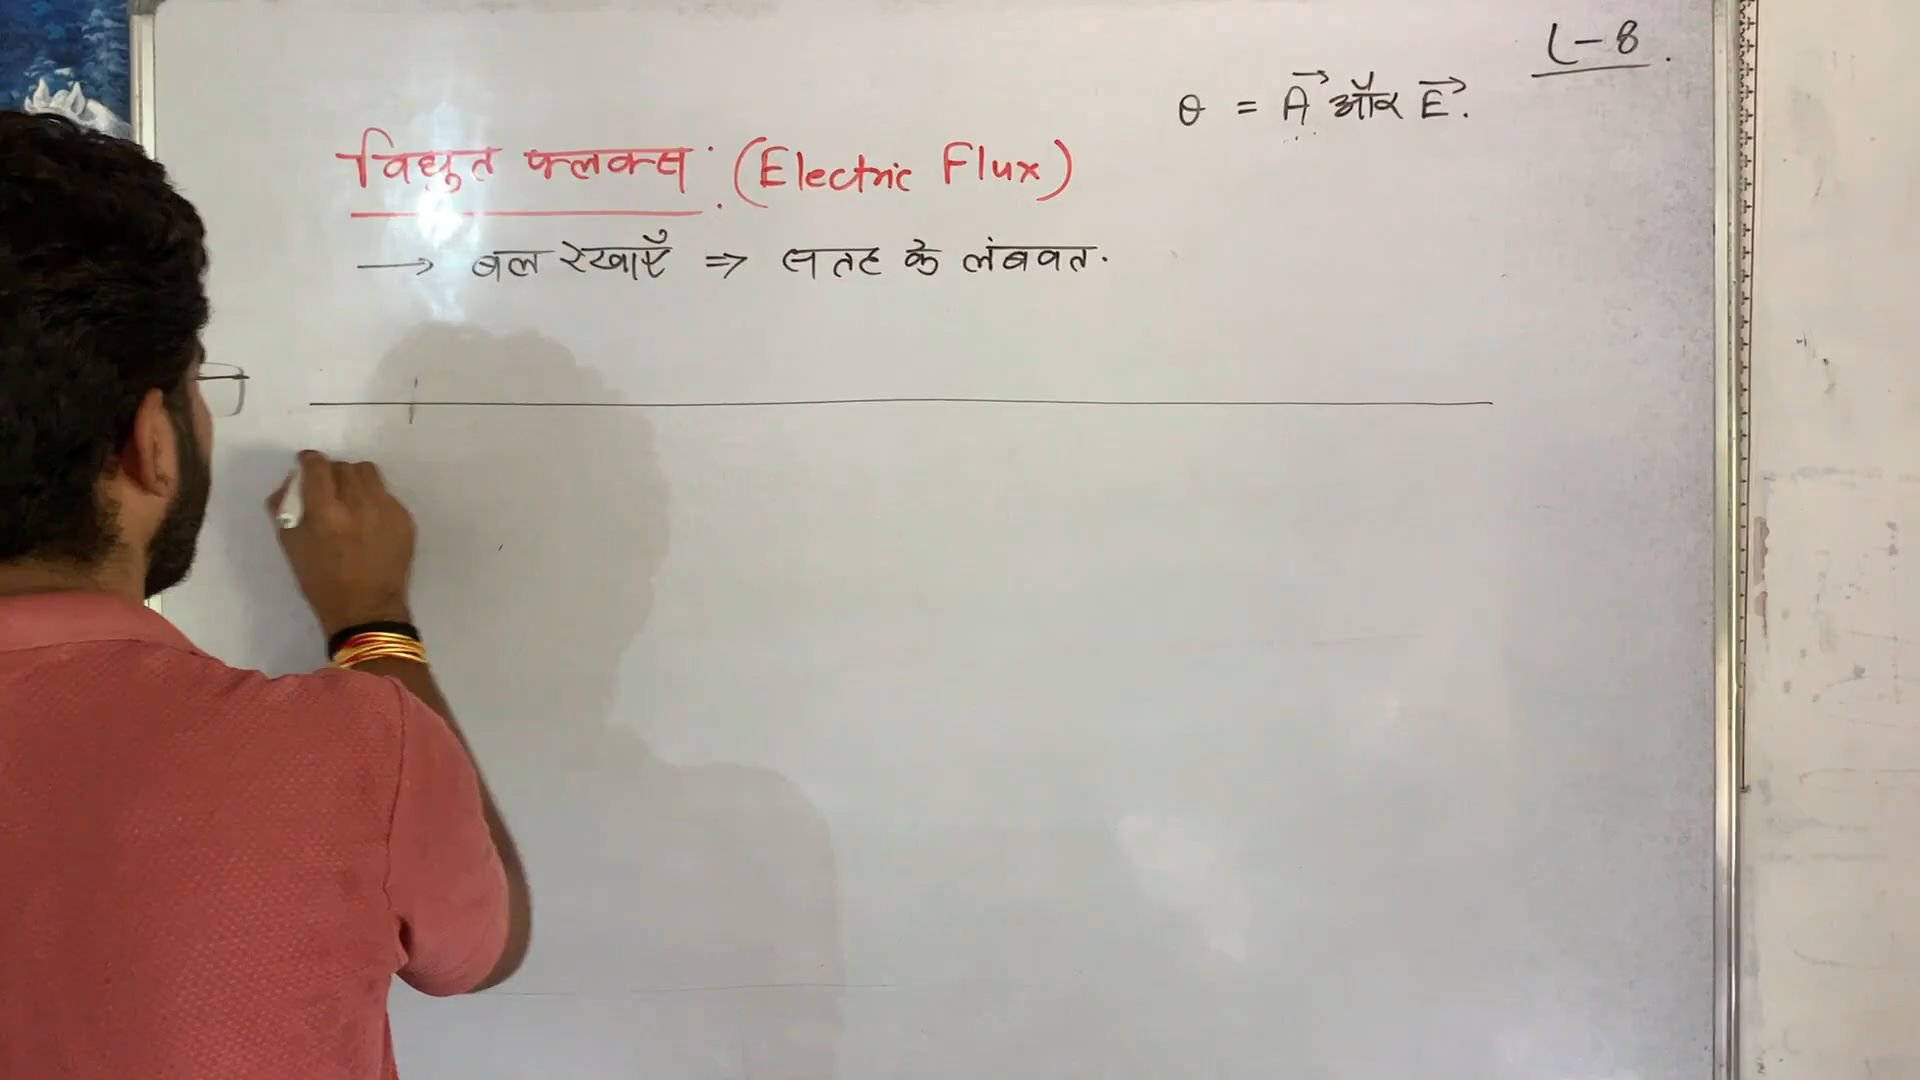 L-8.
θ = A⃗ और E⃗.
विद्युत फ्लक्स : (Electric Flux)
→ बल रेखाएँ ⇒ सतह के लंबवत.